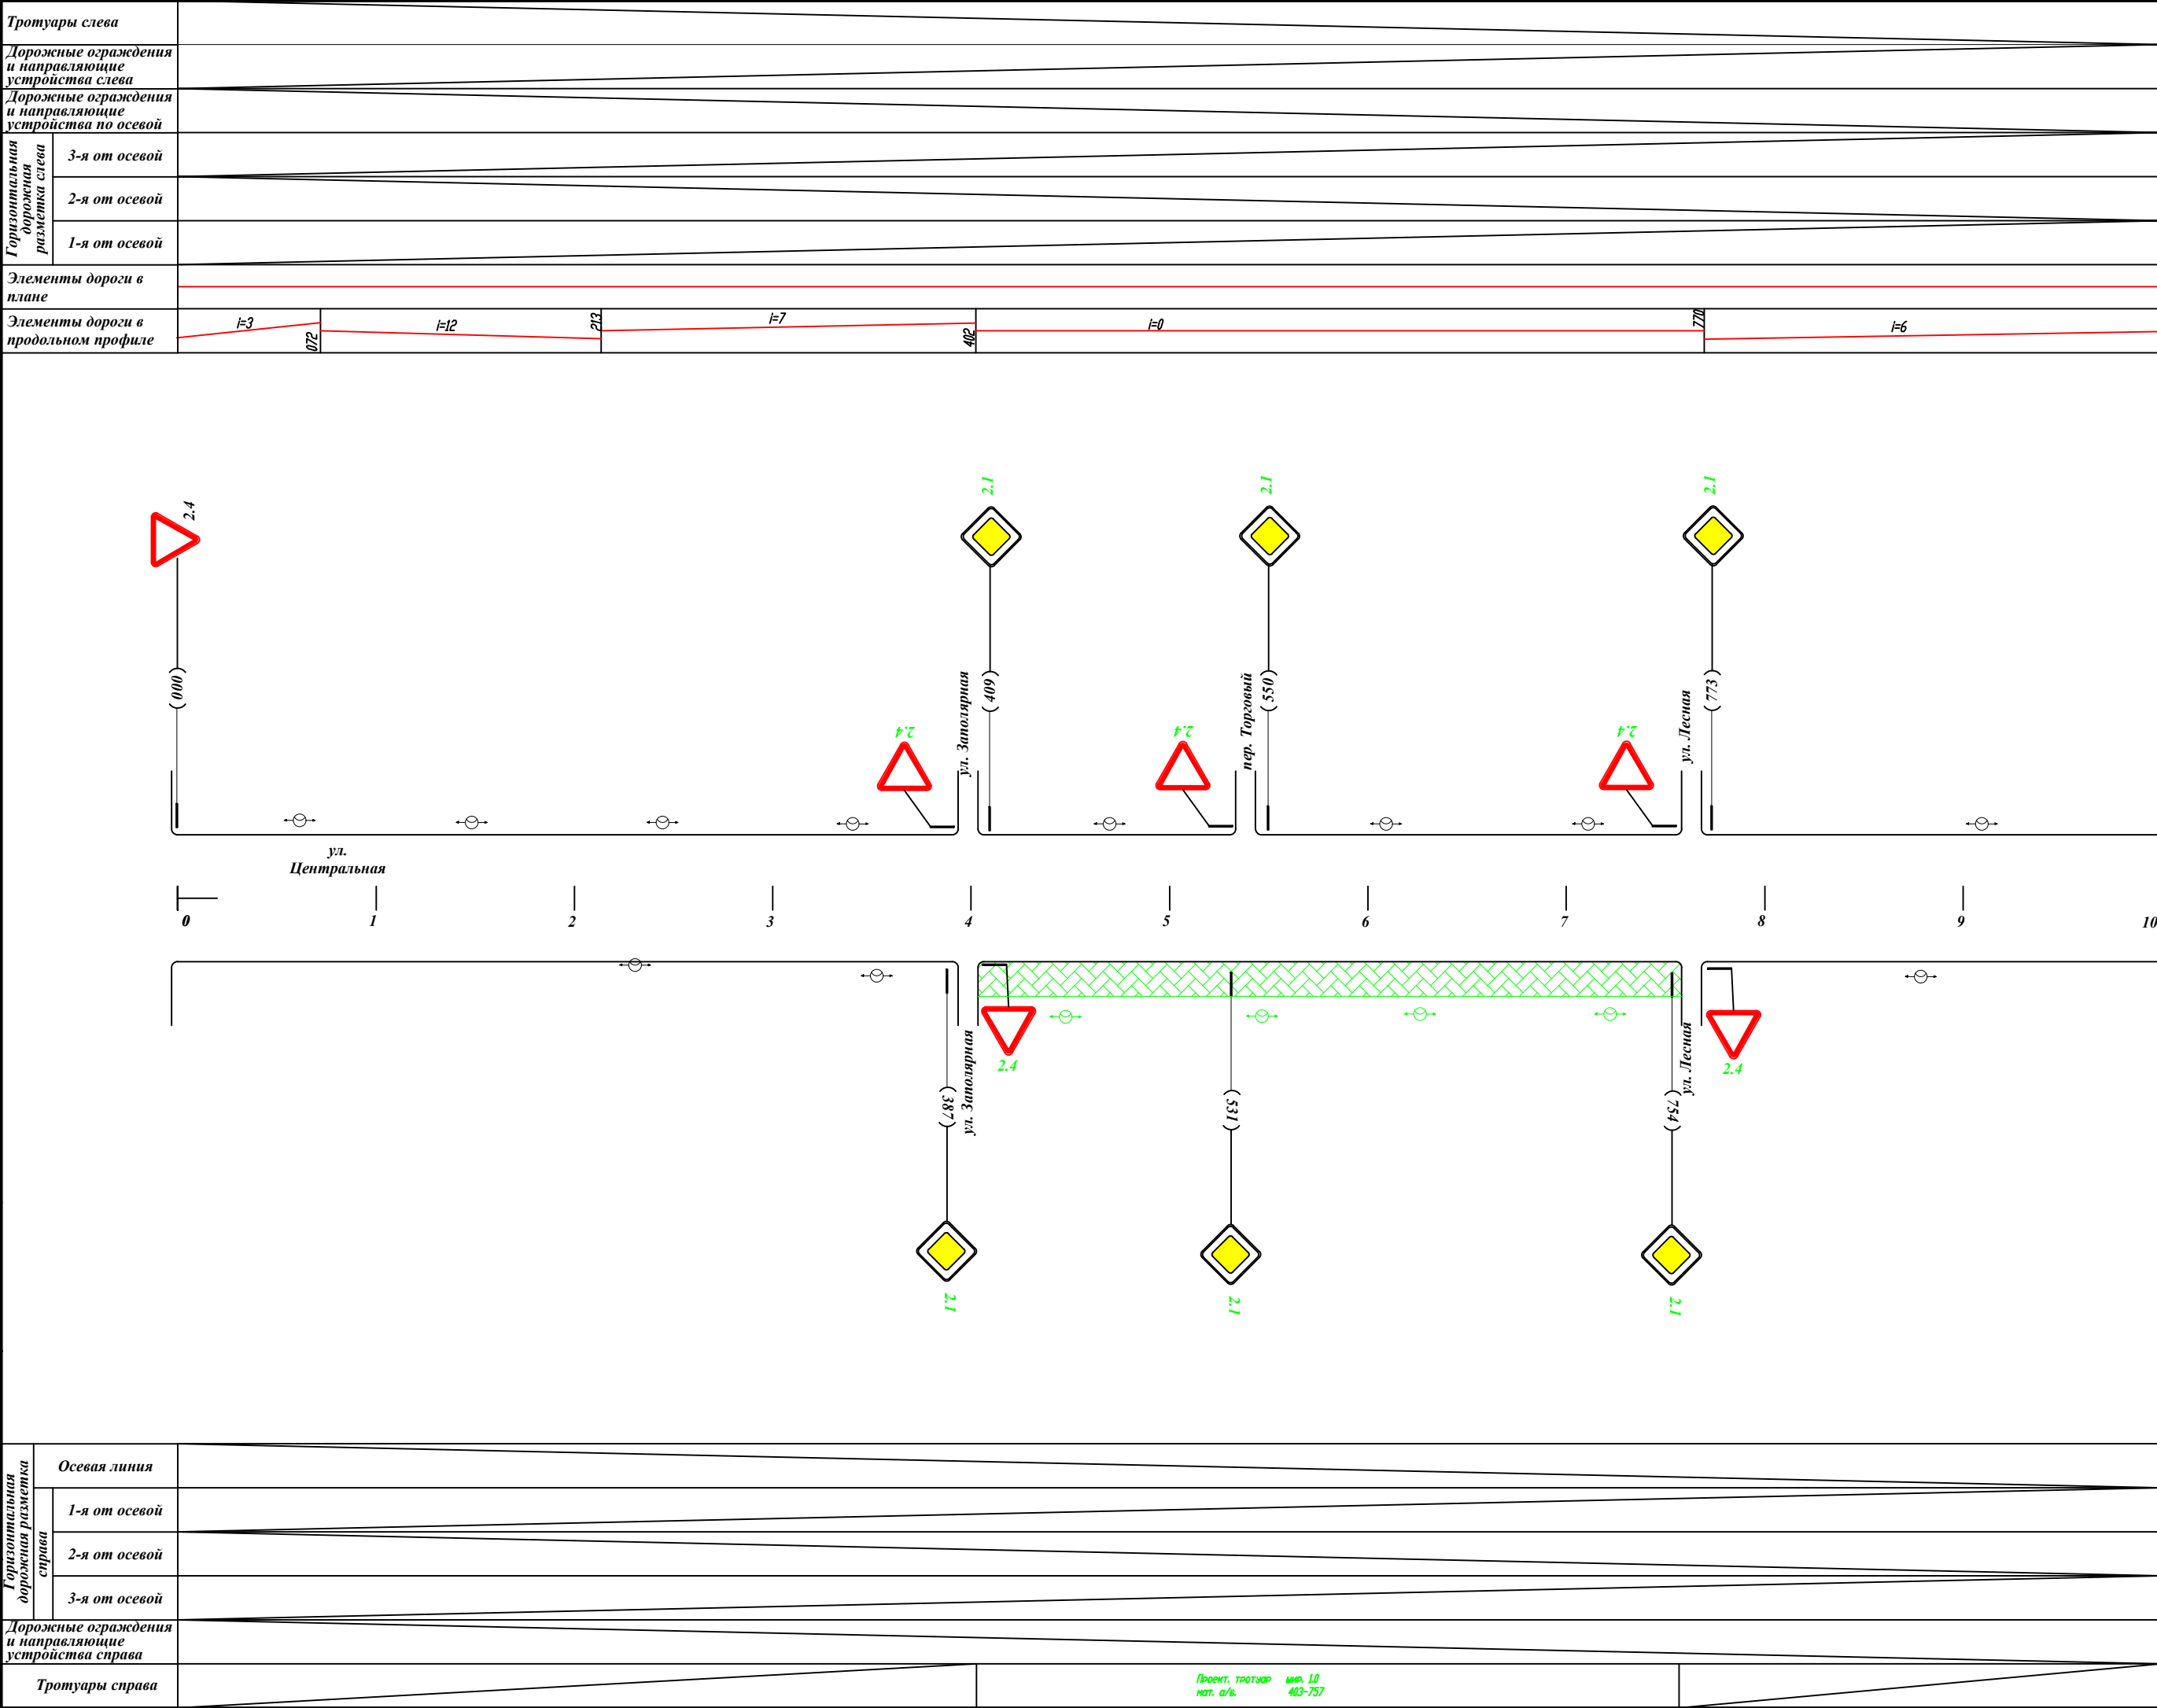 Тротуары слева
Дорожные ограждения
и направляющие
устройства слева
Дорожные ограждения
и направляющие
устройства по осевой
Горизонтальная
дорожная
разметка слева
3-я от осевой
2-я от осевой
1-я от осевой
Элементы дороги в
плане
Элементы дороги в
продольном профиле
i=3
072
i=12
213
i=7
402
i=0
770
i=6
2.4
2.1
2.1
2.1
(000)
(409)
(550)
(773)
ул. Заполярная
пер. Торговый
ул. Лесная
2.4
2.4
2.4
ул.
Центральная
0
1
2
3
4
5
6
7
8
9
10
2.4
2.4
ул. Заполярная
ул. Лесная
(387)
(531)
(754)
2.1
2.1
2.1
Горизонтальная
дорожная разметка
справа
Осевая линия
1-я от осевой
2-я от осевой
3-я от осевой
Дорожные ограждения
и направляющие
устройства справа
Тротуары справа
Проект. тротуар шир. 1.0
мат. а/б. 403-757